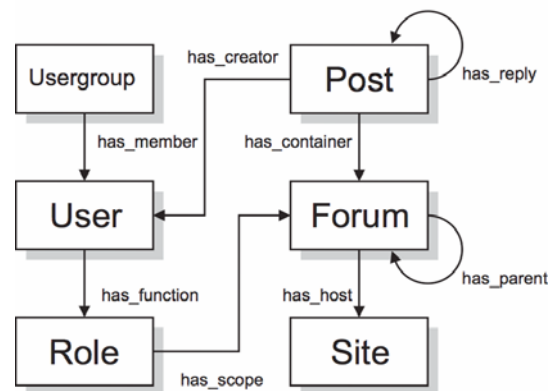 has_creator
Usergroup
Post
has_reply
has_member
has_container
User
Forum
has_function
has_host
has_parent
Role
Site
has_scope